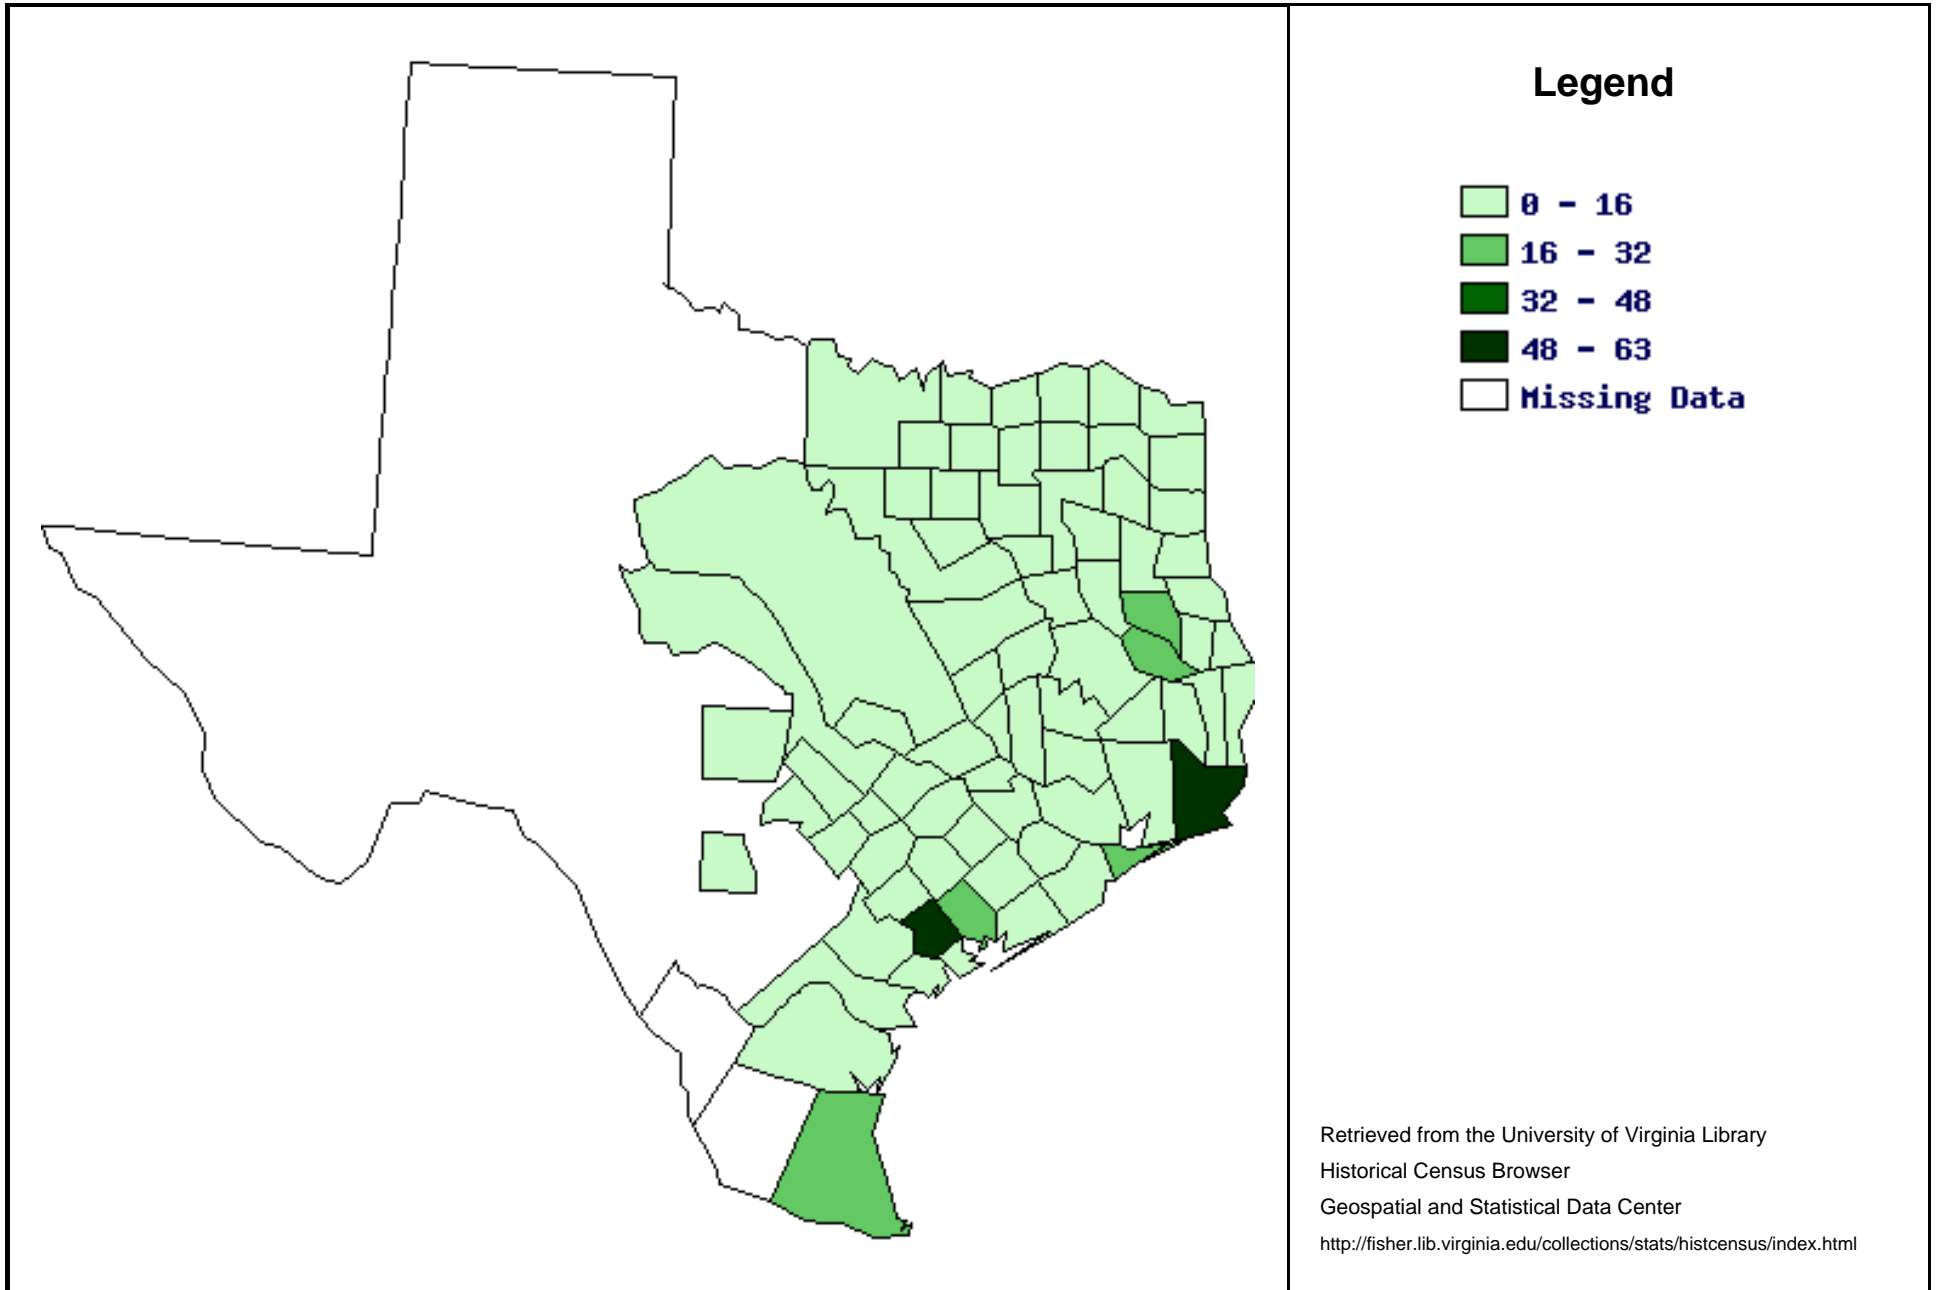 Legend
0 - 16
16 - 32
32 - 48
48 - 63
Missing Data
Retrieved from the University of Virginia Library
Historical Census Browser
Geospatial and Statistical Data Center
http://fisher.lib.virginia.edu/collections/stats/histcensus/index.html